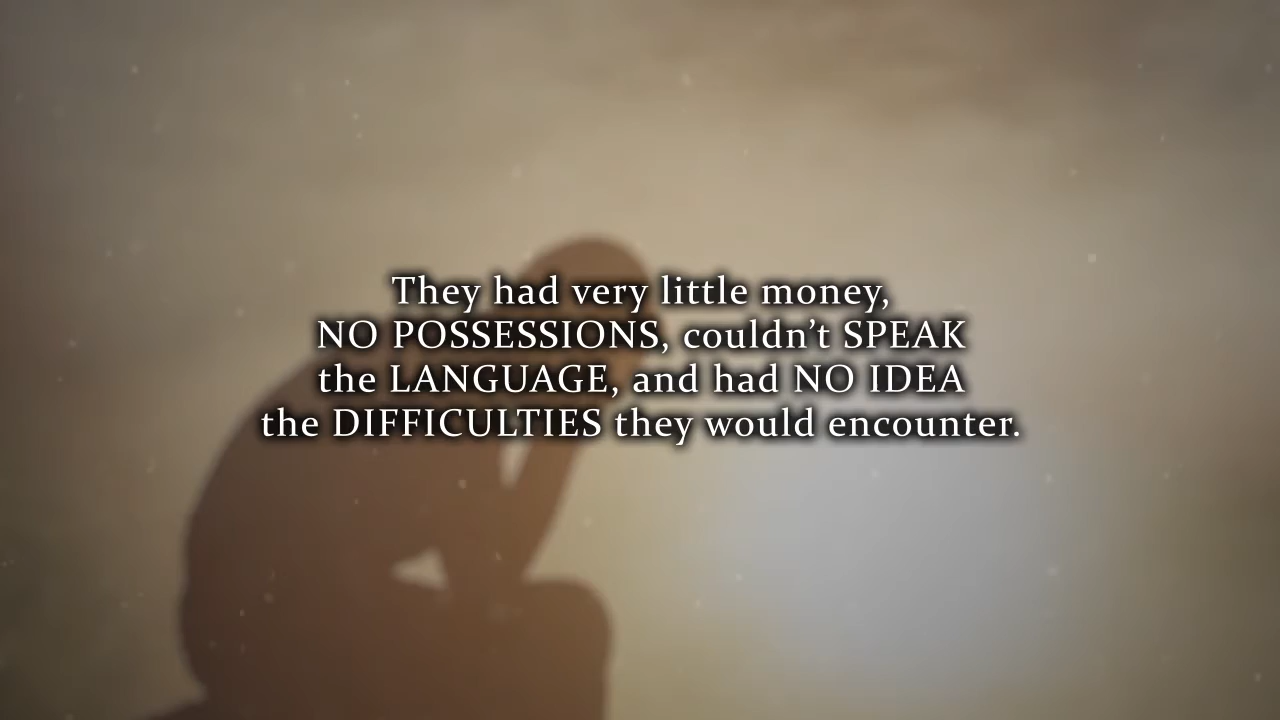 They had very little money,
NO POSSESSIONS, couldn’t SPEAK
the LANGUAGE, and had NO IDEA
the DIFFICULTIES they would encounter.